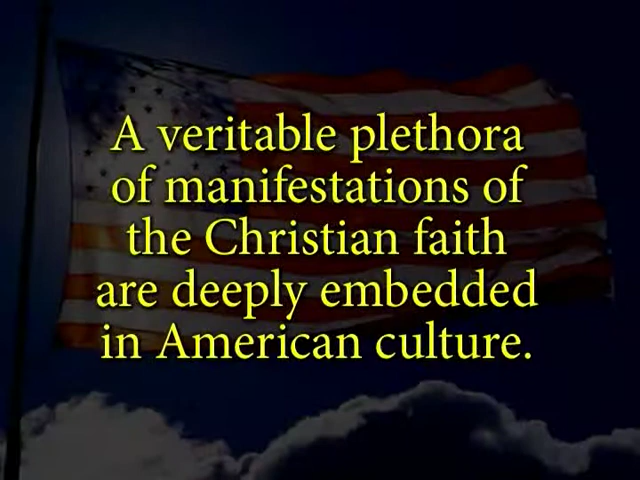 A veritable plethora
of manifestations of
the Christian faith
are deeply embedded
in American culture.